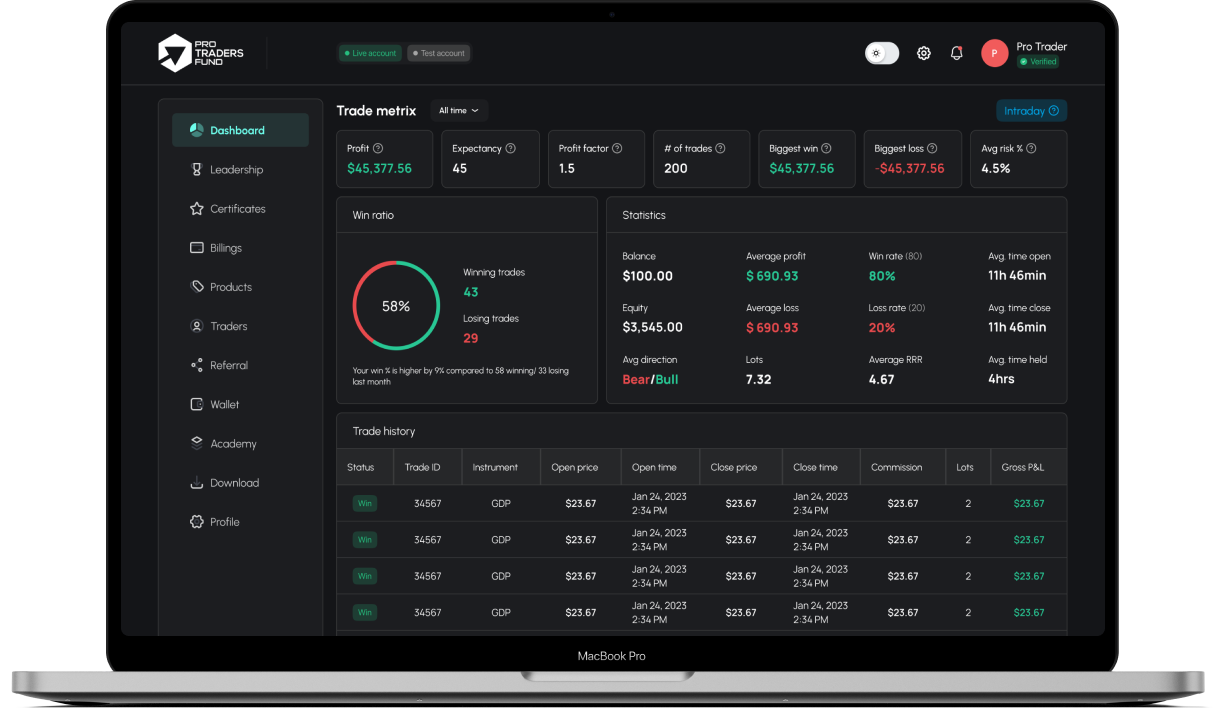 PRO
TRADERS
FUND
Live account
Test account
P
Pro Trader
Verified
Dashboard
Leadership
Certificates
Billings
Products
Traders
Referral
Wallet
Academy
Download
Profile
Trade metrix
All time
Intraday
Profit
$45,377.56
Expectancy
45
Profit factor
1.5
# of trades
200
Biggest win
$45,377.56
Biggest loss
-$45,377.56
Avg risk %
4.5%
Win ratio
58%
Winning trades
43
Losing trades
29
Your win % is higher by 9% compared to 58 winning/ 33 losing
last month
Statistics
Balance
$100.00
Average profit
$ 690.93
Win rate (80)
80%
Avg. time open
11h 46min
Equity
$3,545.00
Average loss
$ 690.93
Loss rate (20)
20%
Avg. time close
11h 46min
Avg direction
Bear/Bull
Lots
7.32
Average RRR
4.67
Avg. time held
4hrs
Trade history
Status Trade ID Instrument Open price Open time Close price Close time Commission Lots Gross P&L
Win 34567 GDP $23.67 Jan 24, 2023 $23.67 Jan 24, 2023 $23.67 2 $23.67
2:34 PM 2:34 PM
Win 34567 GDP $23.67 Jan 24, 2023 $23.67 Jan 24, 2023 $23.67 2 $23.67
2:34 PM 2:34 PM
Win 34567 GDP $23.67 Jan 24, 2023 $23.67 Jan 24, 2023 $23.67 2 $23.67
2:34 PM 2:34 PM
Win 34567 GDP $23.67 Jan 24, 2023 $23.67 Jan 24, 2023 $23.67 2 $23.67
2:34 PM 2:34 PM
MacBook Pro